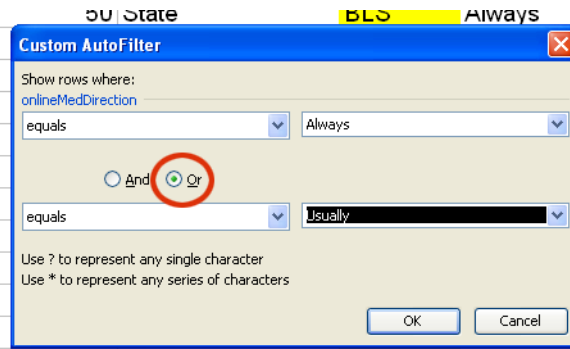 50 State BLS Always
Custom AutoFilter
Show rows where:
onlineMedDirection
equals Always
And Or
equals Usually
Use ? to represent any single character
Use * to represent any series of characters
OK Cancel